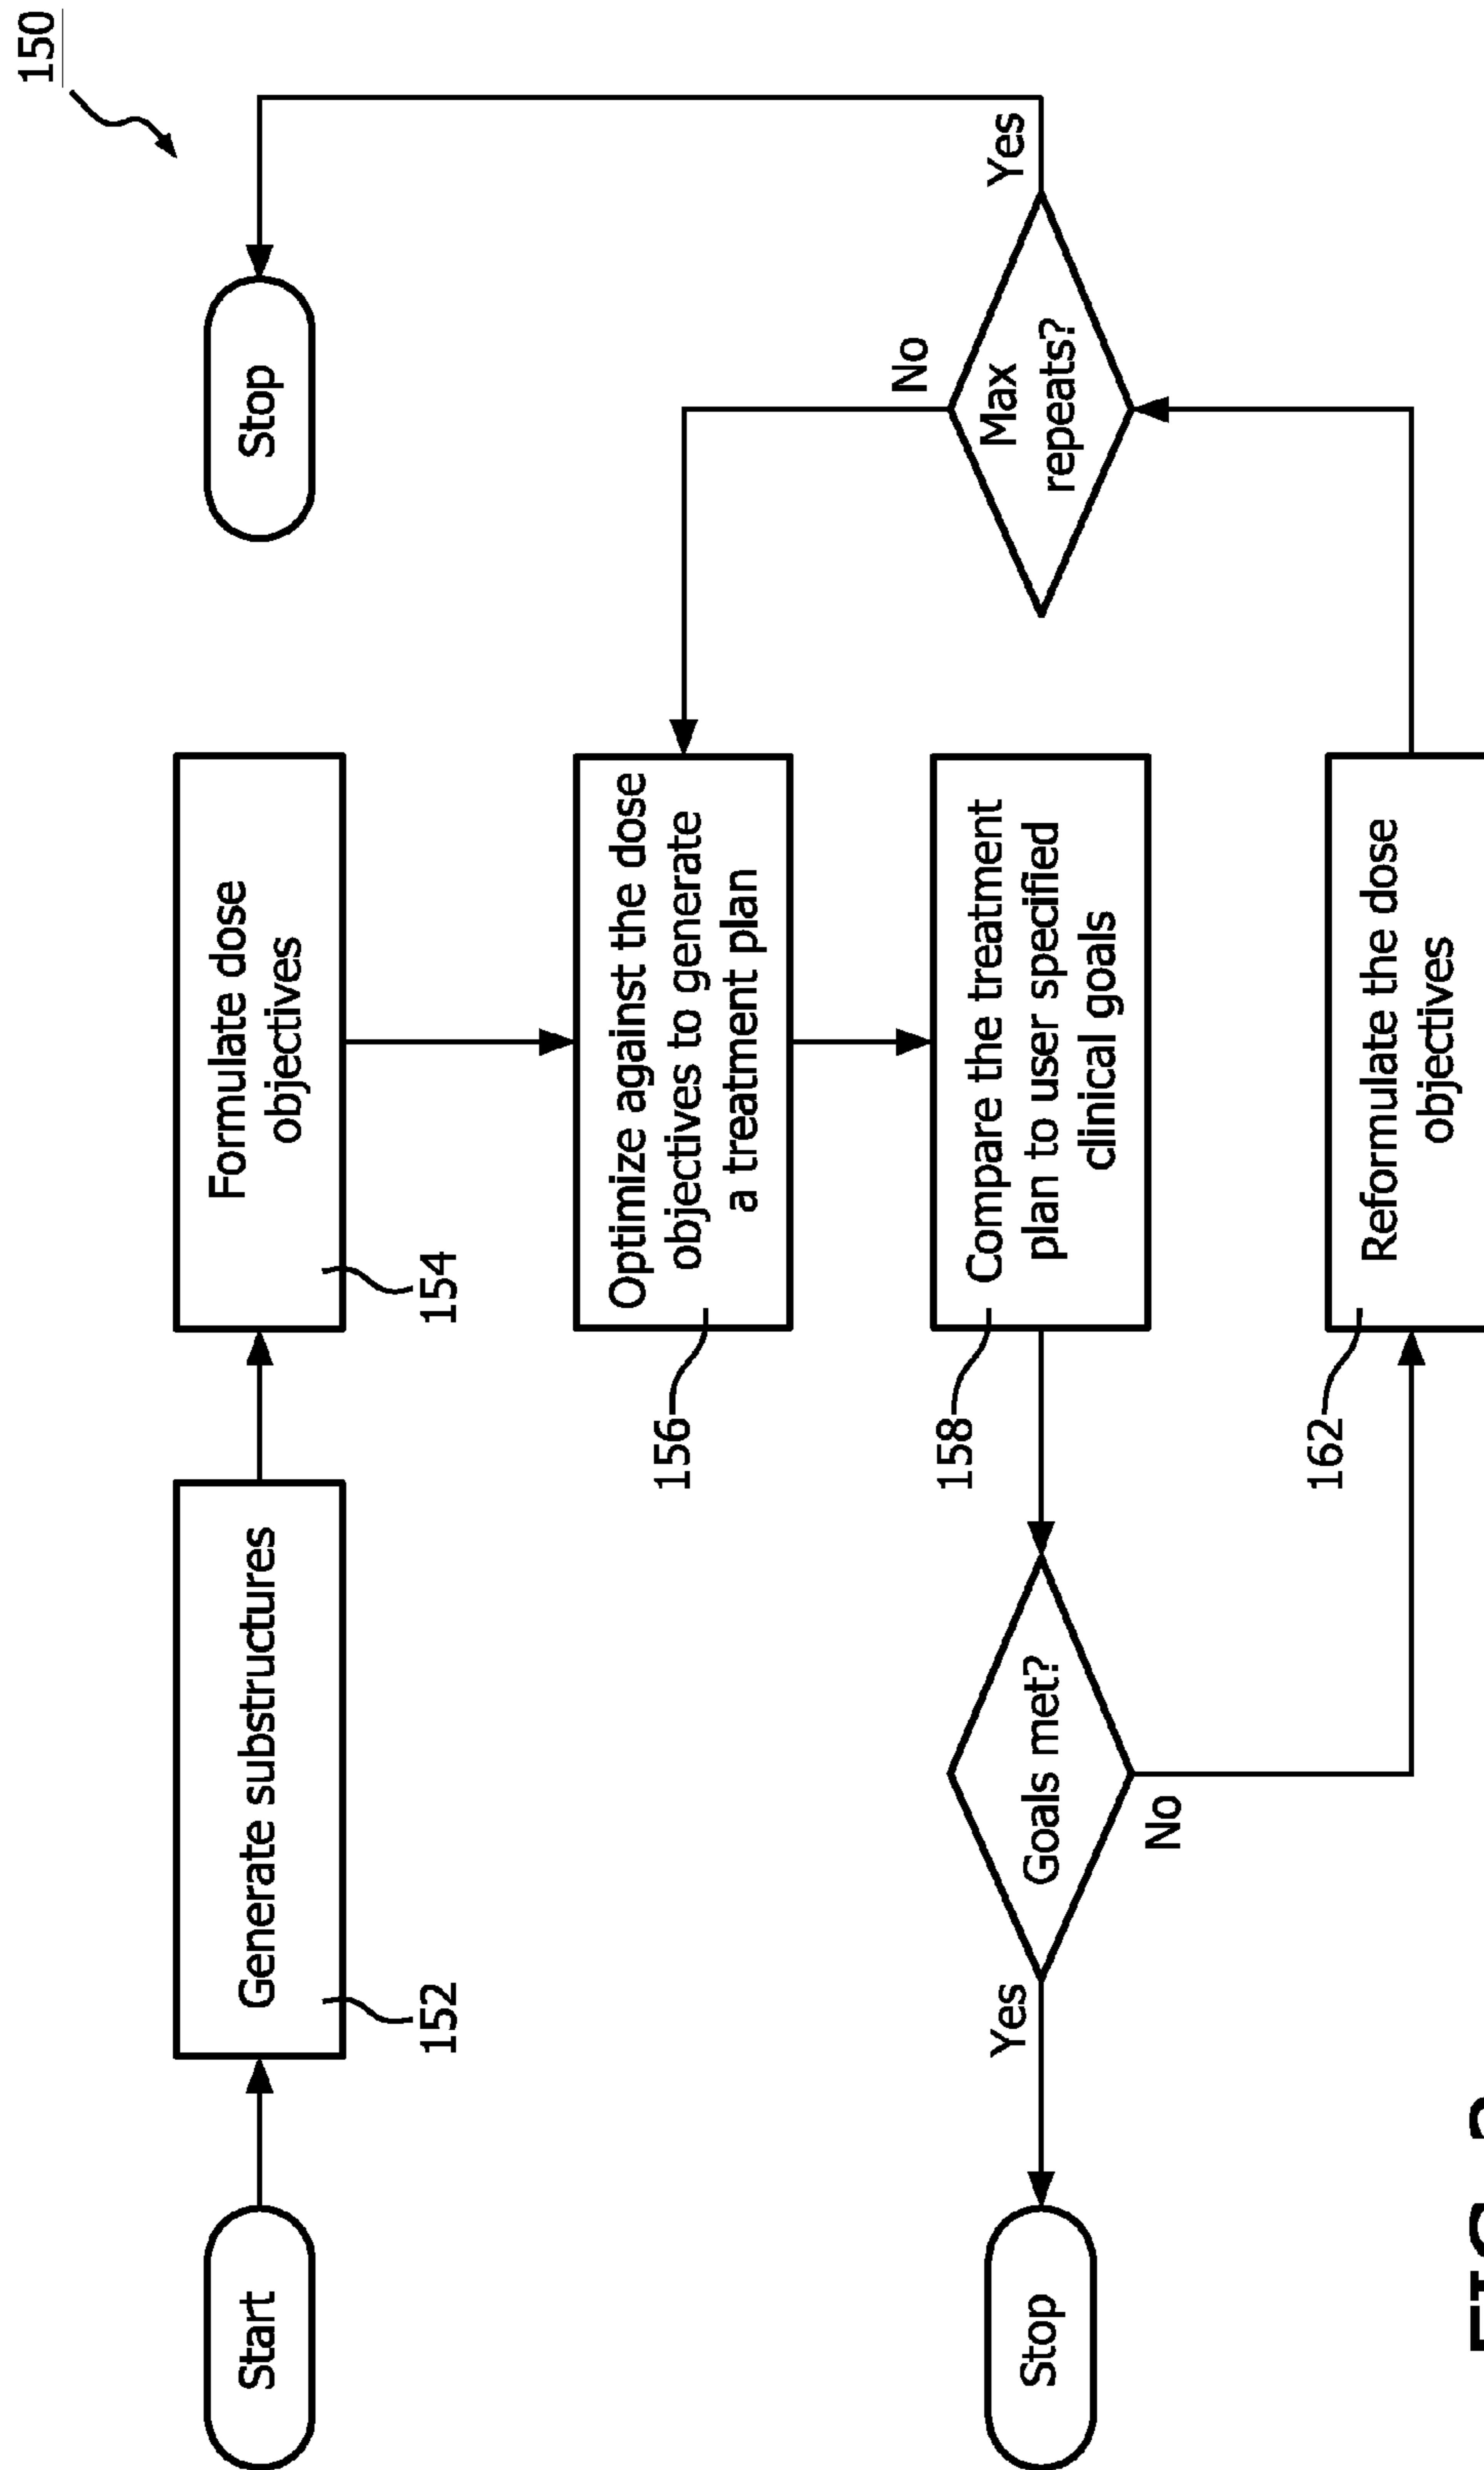 150
Start
Generate substructures
152
Formulate dose
objectives
154
Stop
Optimize against the dose
objectives to generate
a treatment plan
156
No
Compare the treatment
plan to user specified
clinical goals
158
Stop
Yes
Goals met?
No
Max
repeats?
Yes
Reformulate the dose
objectives
162